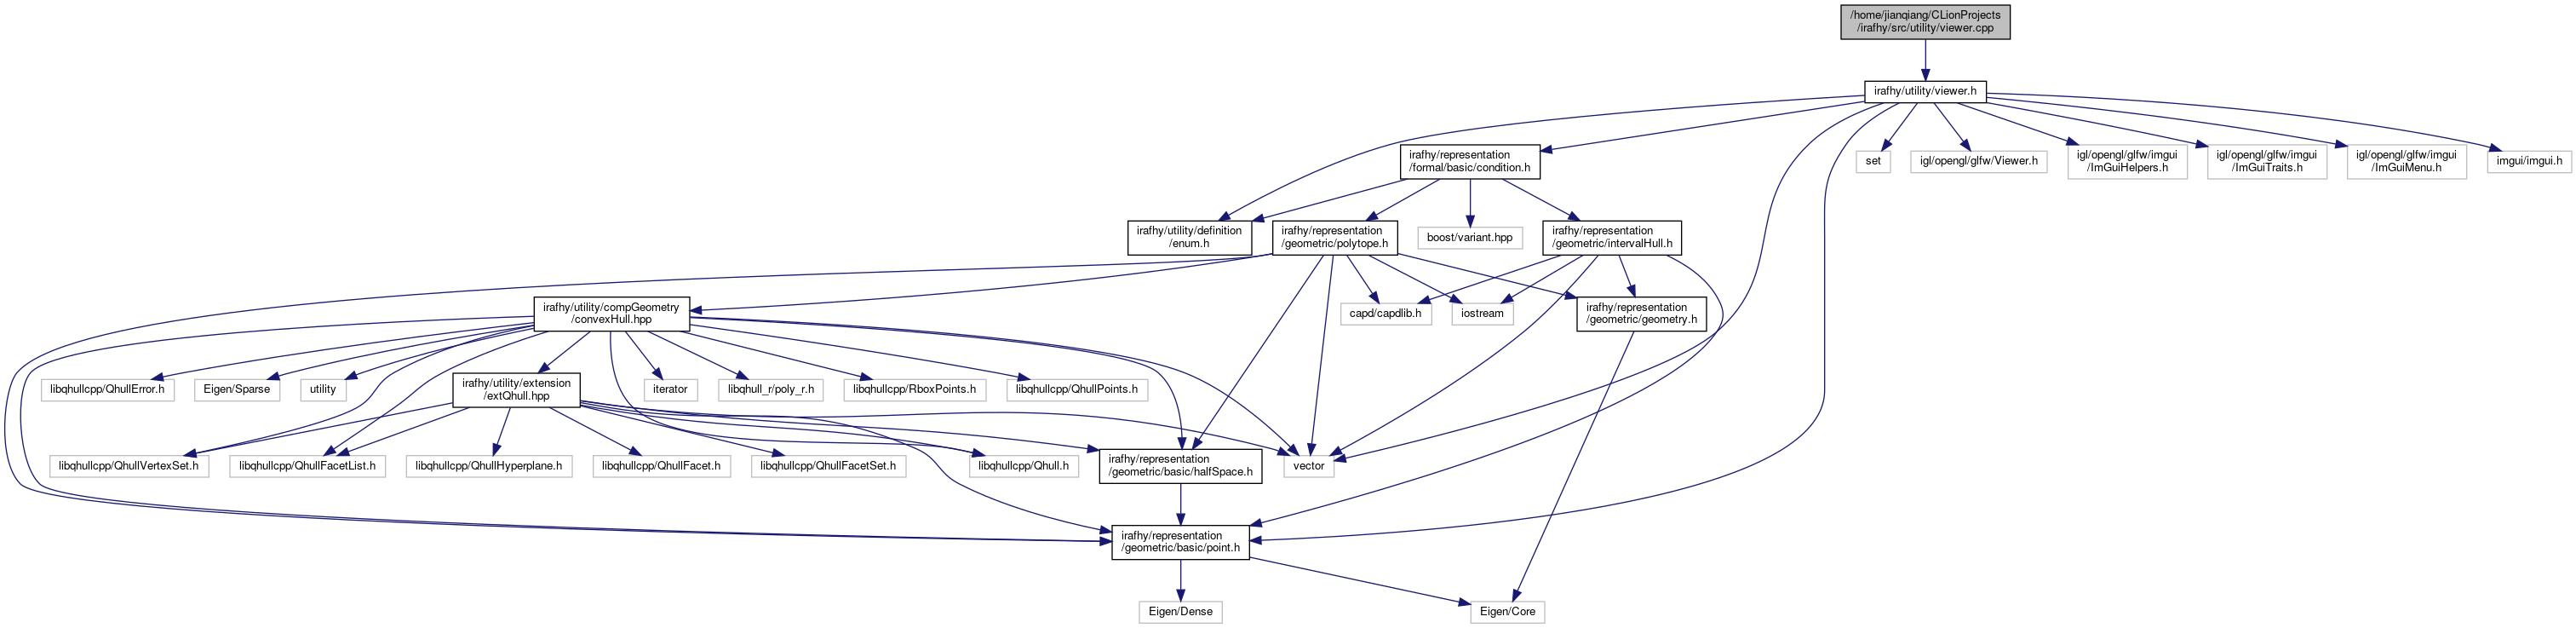 /home/jianqiang/CLionProjects
/irafhy/src/utility/viewer.cpp
irafhy/utility/viewer.h
irafhy/representation
/formal/basic/condition.h
set
igl/opengl/glfw/Viewer.h
igl/opengl/glfw/imgui
/ImGuiHelpers.h
igl/opengl/glfw/imgui
/ImGuiTraits.h
igl/opengl/glfw/imgui
/ImGuiMenu.h
imgui/imgui.h
irafhy/utility/definition
/enum.h
irafhy/representation
/geometric/polytope.h
boost/variant.hpp
irafhy/representation
/geometric/intervalHull.h
irafhy/utility/compGeometry
/convexHull.hpp
capd/capdlib.h
iostream
irafhy/representation
/geometric/geometry.h
libqhullcpp/QhullError.h
Eigen/Sparse
utility
irafhy/utility/extension
/extQhull.hpp
iterator
libqhull_r/poly_r.h
libqhullcpp/RboxPoints.h
libqhullcpp/QhullPoints.h
libqhullcpp/QhullVertexSet.h
libqhullcpp/QhullFacetList.h
libqhullcpp/QhullHyperplane.h
libqhullcpp/QhullFacet.h
libqhullcpp/QhullFacetSet.h
libqhullcpp/Qhull.h
irafhy/representation
/geometric/basic/halfSpace.h
vector
irafhy/representation
/geometric/basic/point.h
Eigen/Dense
Eigen/Core